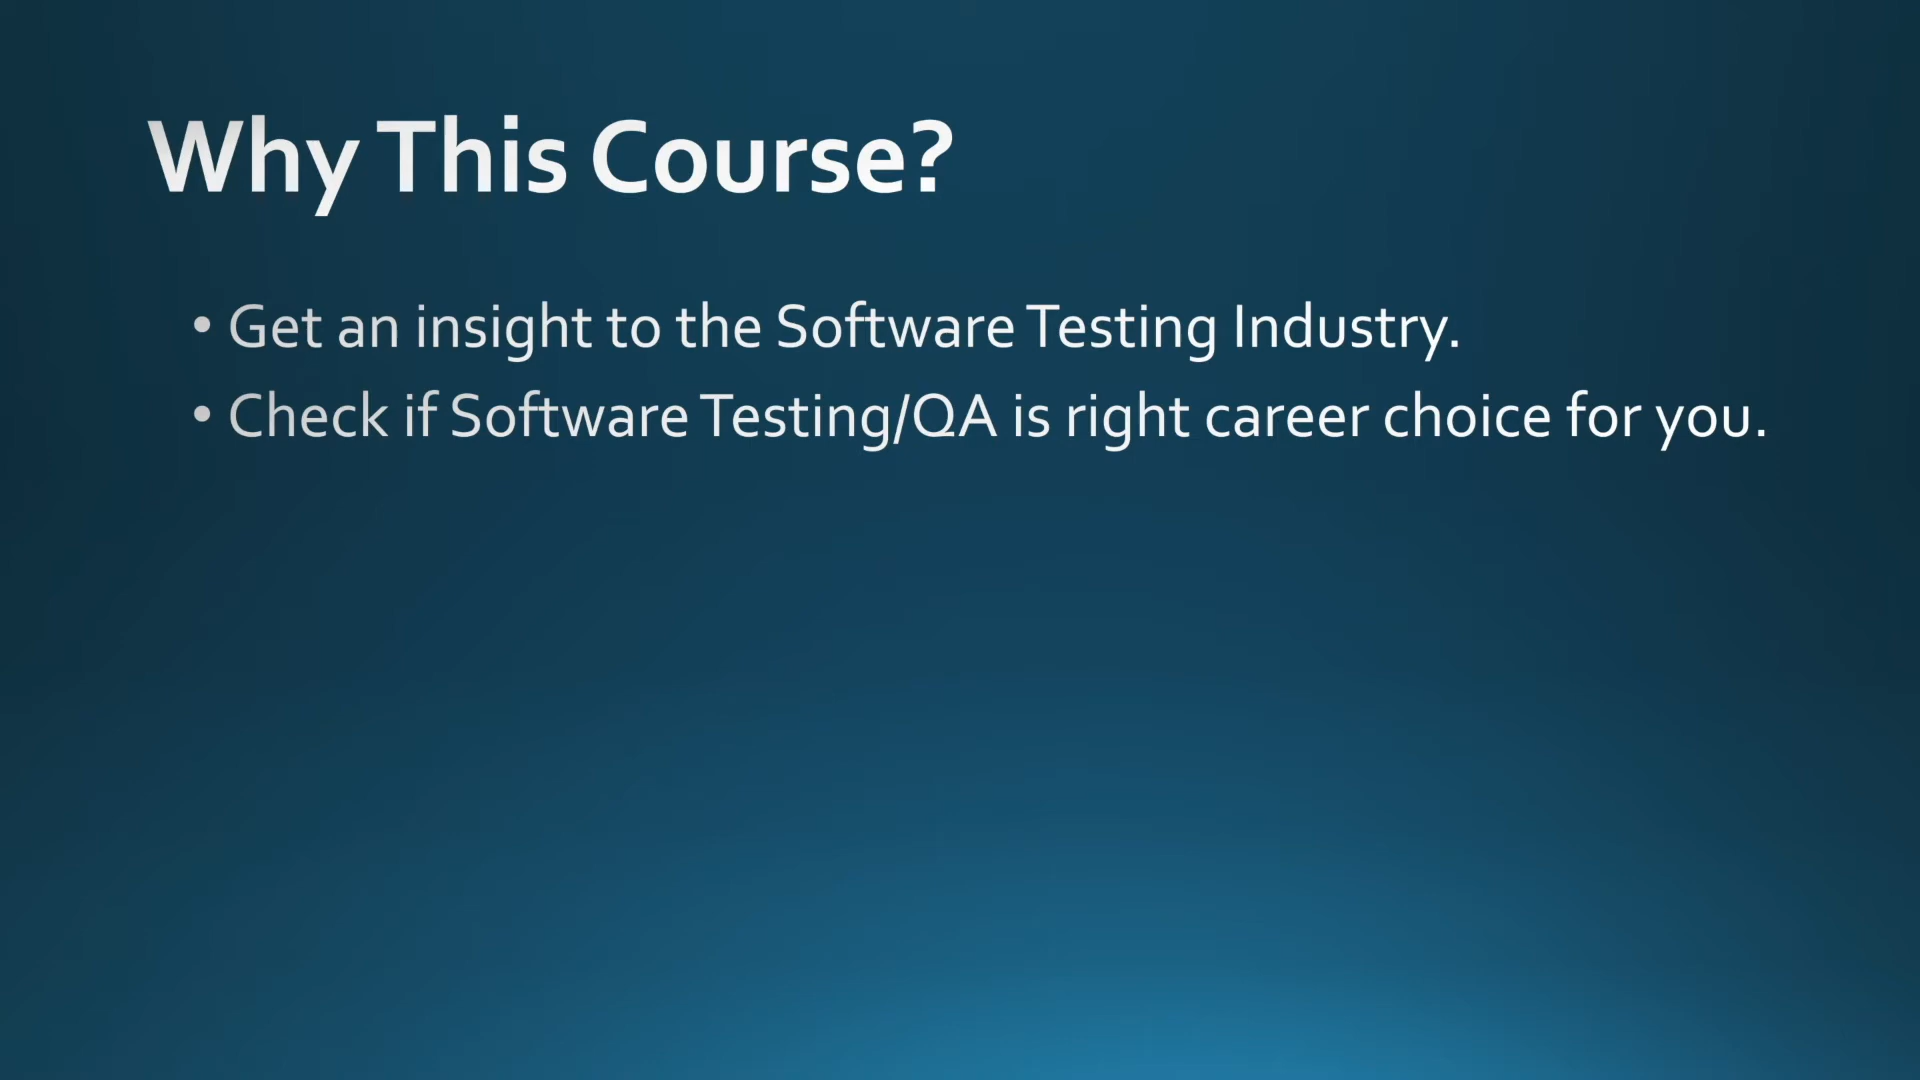 Why This Course?
• Get an insight to the Software Testing Industry.
• Check if Software Testing/QA is right career choice for you.